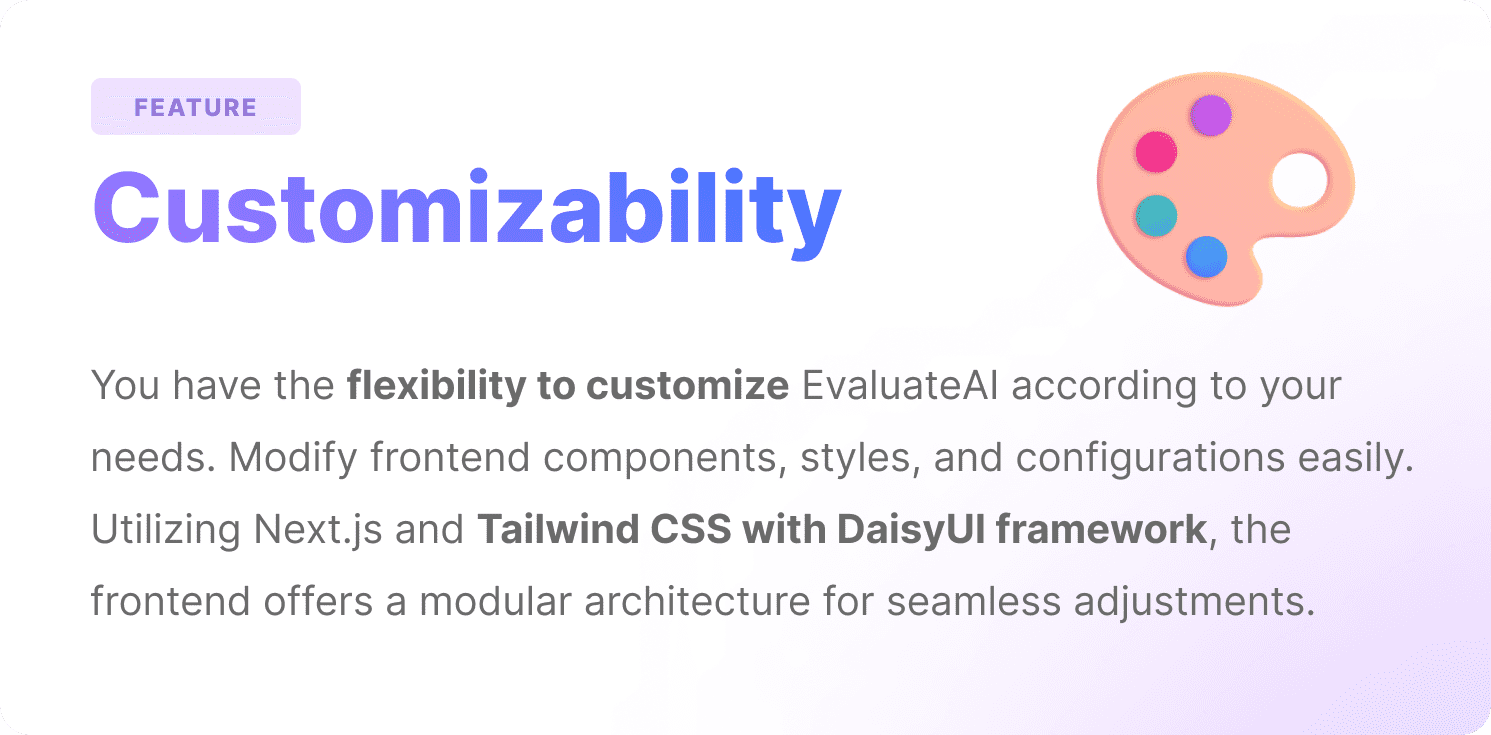 FEATURE
Customizability
You have the flexibility to customize EvaluateAI according to your
needs. Modify frontend components, styles, and configurations easily.
Utilizing Next.js and Tailwind CSS with DaisyUI framework, the
frontend offers a modular architecture for seamless adjustments.